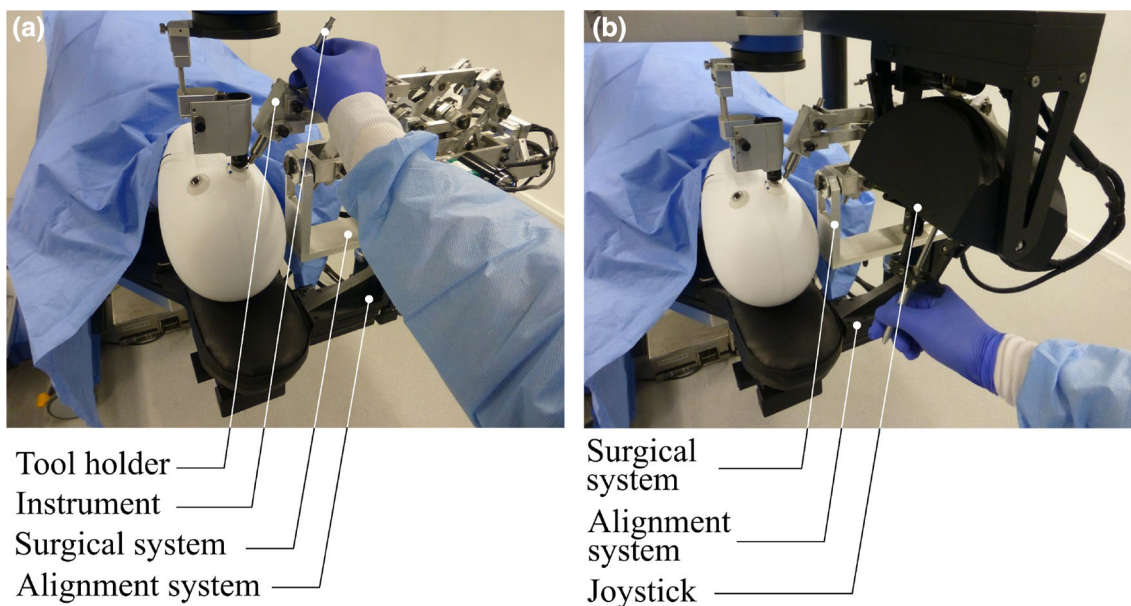 (a)
Tool holder
Instrument
Surgical system
Alignment system
(b)
Surgical
system
Alignment
system
Joystick